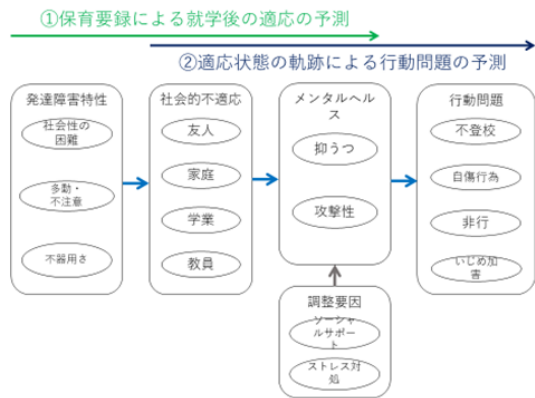 ①保育要録による就学後の適応の予測
②適応状態の軌跡による行動問題の予測
発達障害特性
社会性の
困難
多動・
不注意
不器用さ
社会的不適応
友人
家庭
学業
教員
メンタルヘル
ス
抑うつ
攻撃性
行動問題
不登校
自傷行為
非行
いじめ加
害
調整要因
ソーシャ
ルサポー
ト
ストレス対
処